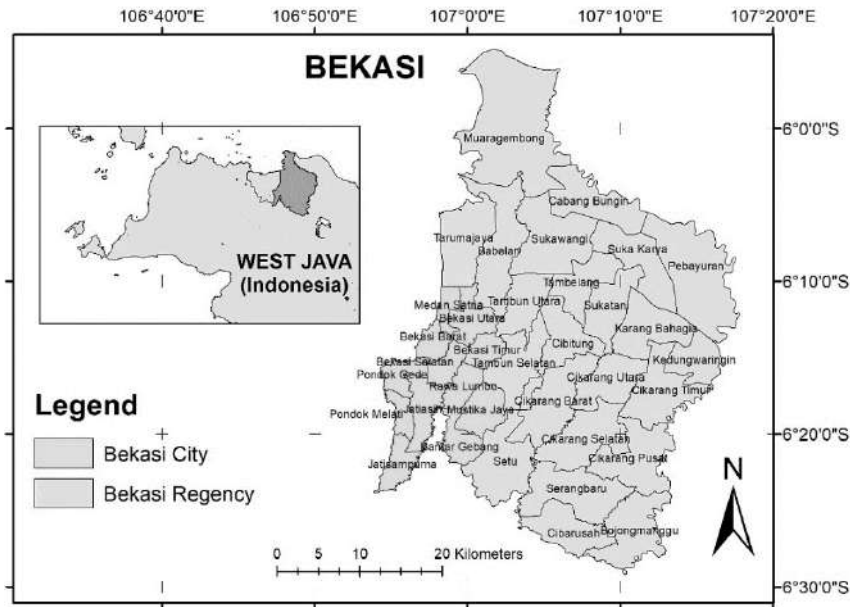 106°40'0"E 106°50'0"E 107°0'0"E 107°10'0"E 107°20'0"E
BEKASI
6°0'0"S
Muaragembong
Cabang Bungin
Tarumajaya
Babelan
Sukawangi
Suka Karya
Pebayuran
WEST JAVA
(Indonesia)
6°10'0"S
Tambelang
Medan Satria
Tambun Utara
Sukatan
Bekasi Utara
Karang Bahagia
Bekasi Barat
Cibitung
Bekasi Timur
Kedungwaringin
Bekasi Selatan
Tambun Selatan
Pondok Gede
Cikarang Utara
Rawa Lumbu
Cikarang Timur
Legend
Cikarang Barat
Pondok Melati
Jatiasih
Mustika Jaya
6°20'0"S
Cikarang Selatan
Bekasi City
Bantar Gebang
Cikarang Pusat
Jatisampurna
Setu
N
Bekasi Regency
Serangbaru
Cibarusah
Bojongmanggu
0 5 10 20 Kilometers
6°30'0"S